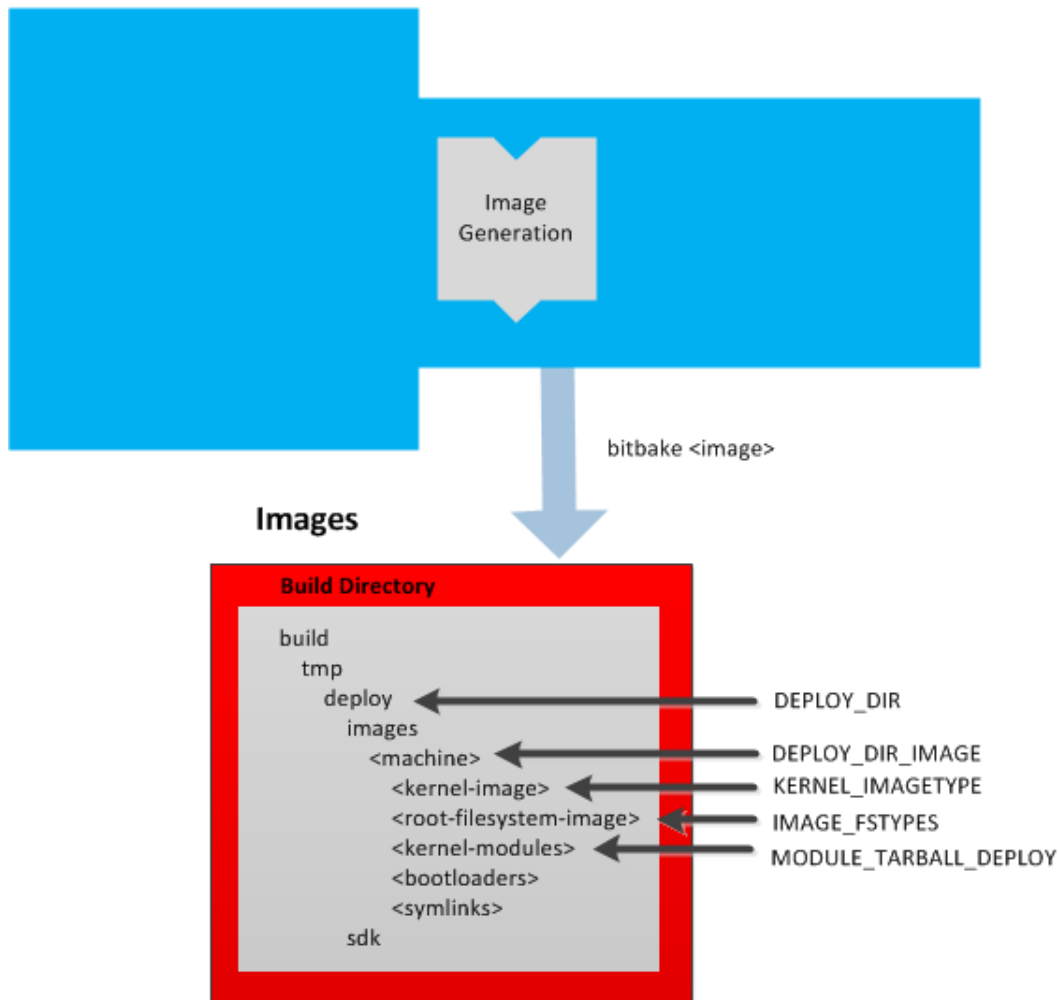 Image
Generation
bitbake <image>
Images
Build Directory
build
tmp
deploy
DEPLOY_DIR
images
<machine>
DEPLOY_DIR_IMAGE
<kernel-image>
KERNEL_IMAGETYPE
<root-filesystem-image>
IMAGE_FSTYPES
<kernel-modules>
MODULE_TARBALL_DEPLOY
<bootloaders>
<symlinks>
sdk